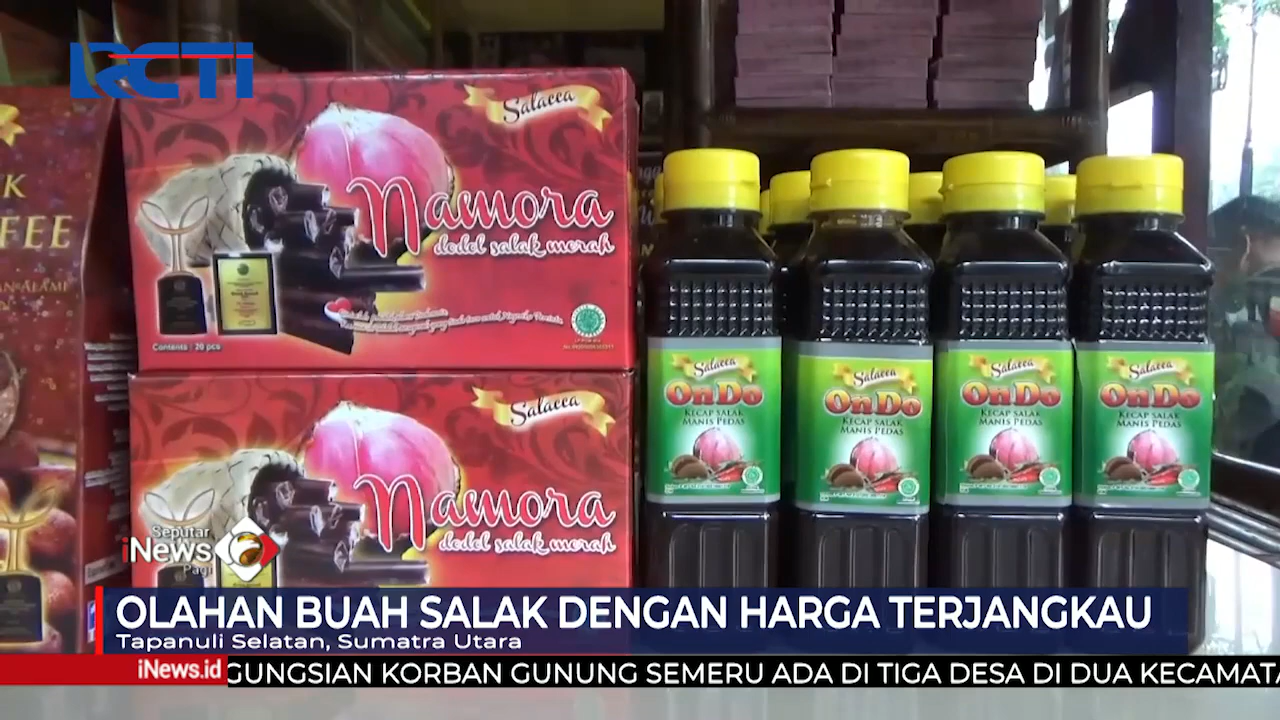 RCTI
Salacca
Namora
dodol salak merah
Contents : 20 pcs
K
FEE
Salacca
Namora
dodol salak merah
Salacca
OnDo
KECAP SALAK
MANIS PEDAS
Salacca
OnDo
KECAP SALAK
MANIS PEDAS
Salacca
OnDo
KECAP SALAK
MANIS PEDAS
Salacca
OnDo
KECAP SALAK
MANIS PEDAS
Seputar
iNews
Pagi
OLAHAN BUAH SALAK DENGAN HARGA TERJANGKAU
Tapanuli Selatan, Sumatra Utara
iNews.id
GUNGSIAN KORBAN GUNUNG SEMERU ADA DI TIGA DESA DI DUA KECAMATA